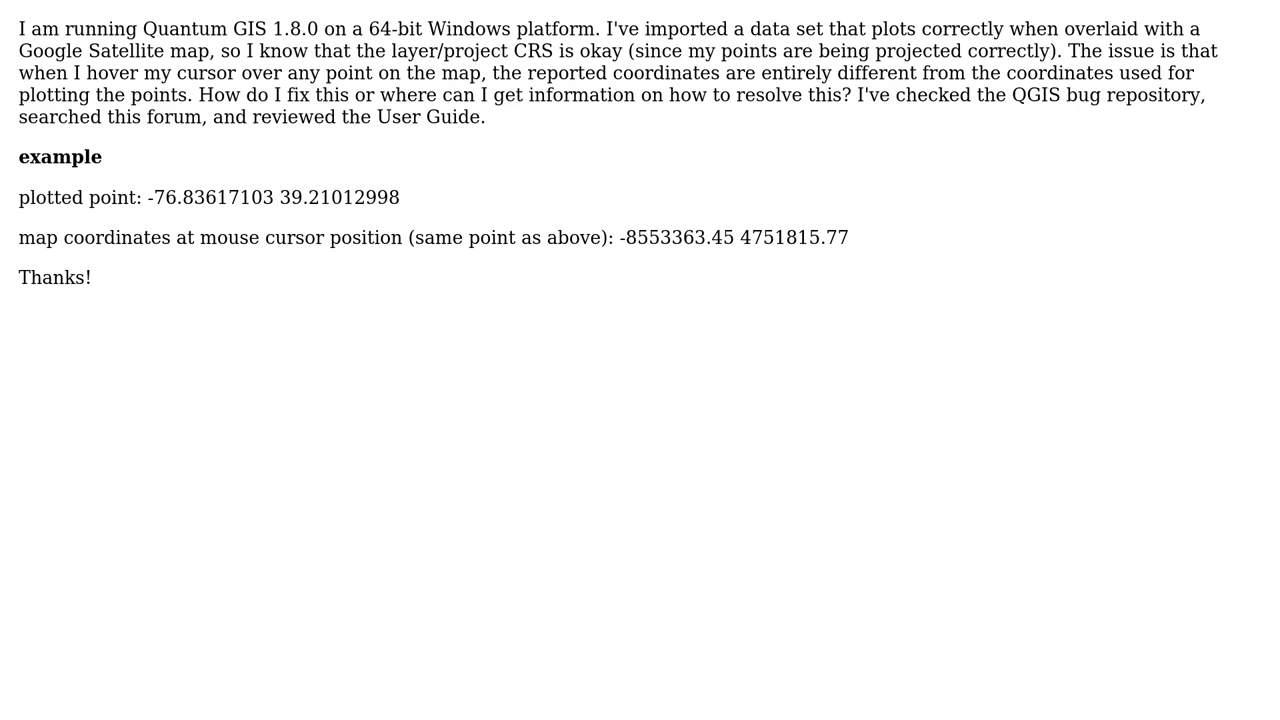 I am running Quantum GIS 1.8.0 on a 64-bit Windows platform. I've imported a data set that plots correctly when overlaid with a
Google Satellite map, so I know that the layer/project CRS is okay (since my points are being projected correctly). The issue is that
when I hover my cursor over any point on the map, the reported coordinates are entirely different from the coordinates used for
plotting the points. How do I fix this or where can I get information on how to resolve this? I've checked the QGIS bug repository,
searched this forum, and reviewed the User Guide.
example
plotted point: -76.83617103 39.21012998
map coordinates at mouse cursor position (same point as above): -8553363.45 4751815.77
Thanks!